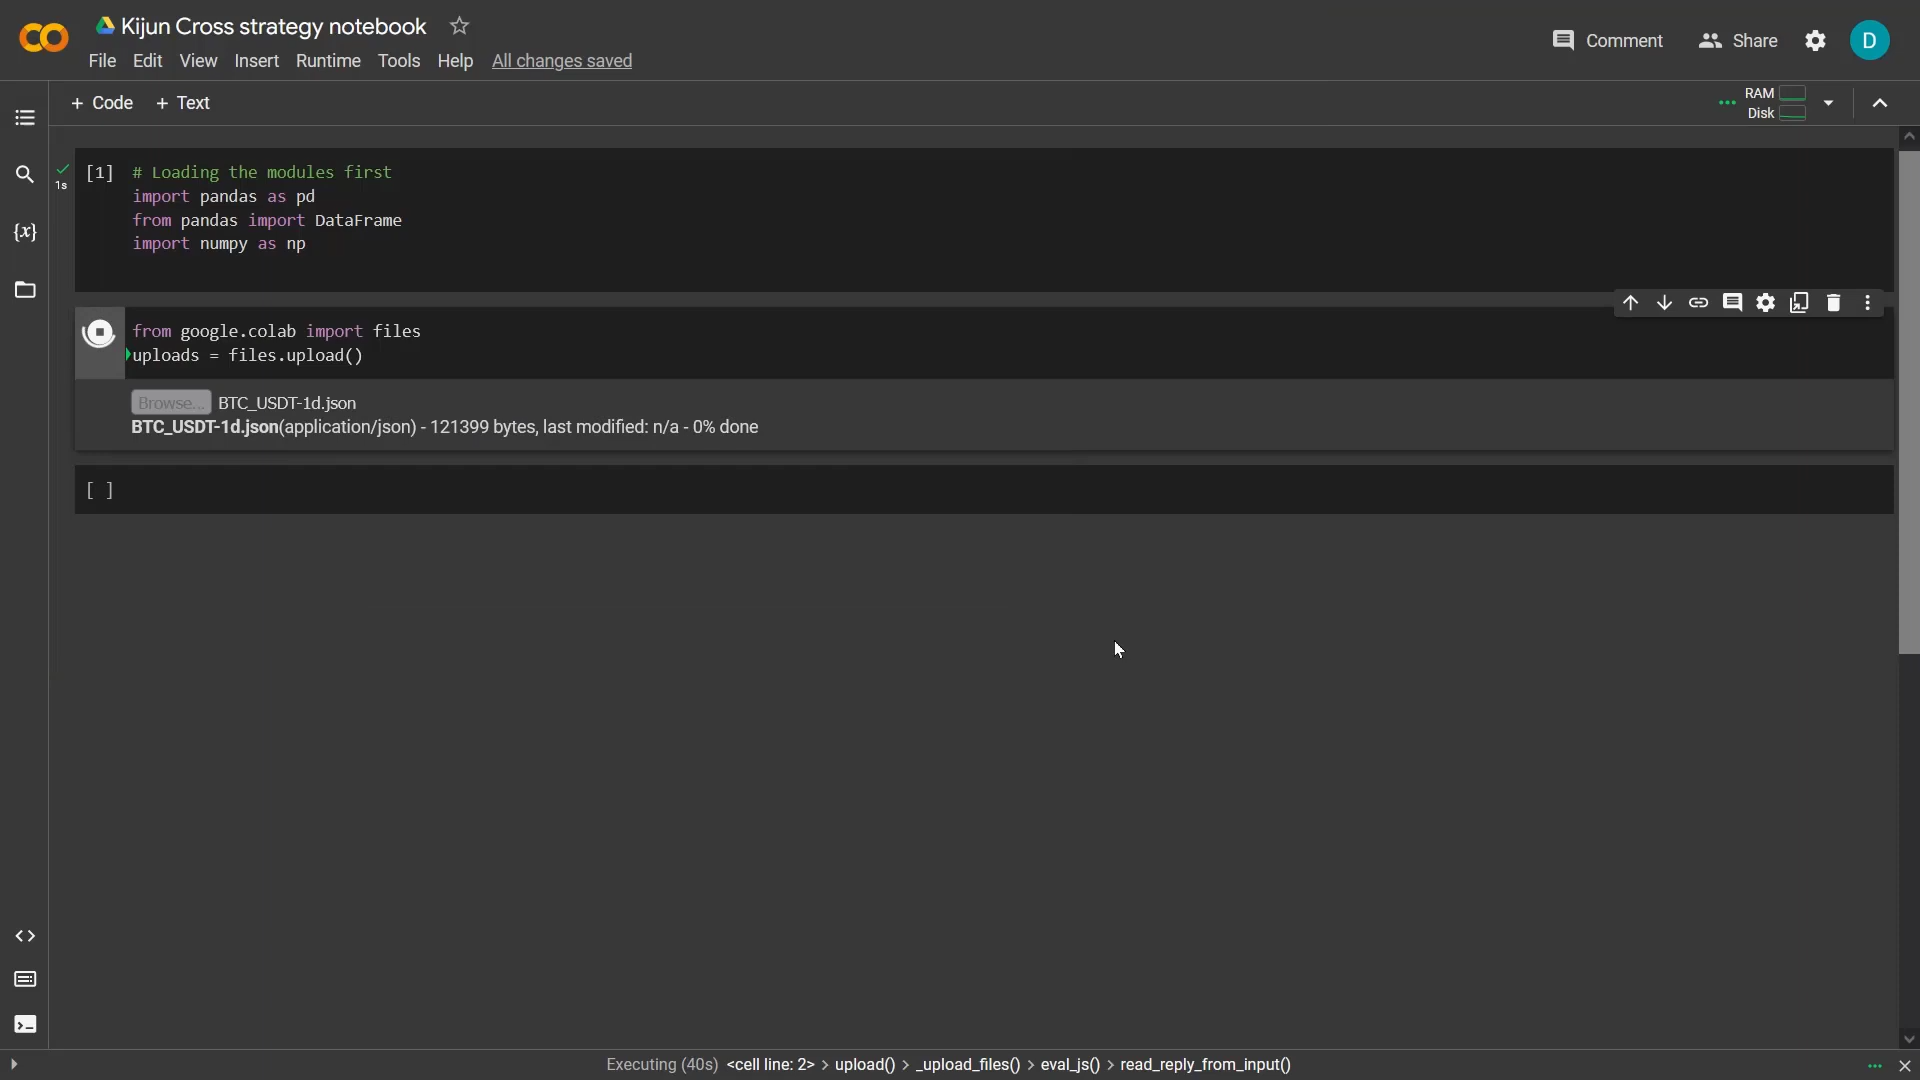 Kijun Cross strategy notebook
File Edit View Insert Runtime Tools Help All changes saved
Comment Share D
+ Code + Text
RAM
Disk
1s
[1] # Loading the modules first
import pandas as pd
from pandas import DataFrame
import numpy as np
{x}
from google.colab import files
uploads = files.upload()
Browse... BTC_USDT-1d.json
BTC_USDT-1d.json(application/json) - 121399 bytes, last modified: n/a - 0% done
[ ]
Executing (40s) <cell line: 2> > upload() > _upload_files() > eval_js() > read_reply_from_input()